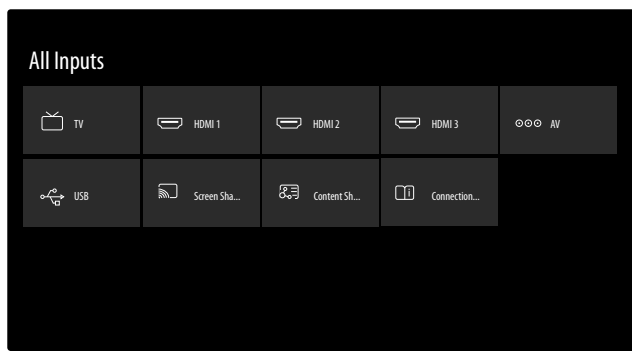 All Inputs
TV
HDMI 1
HDMI 2
HDMI 3
AV
USB
Screen Sha...
Content Sh...
Connection...